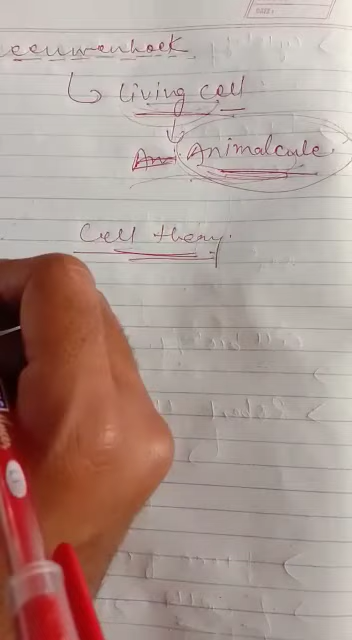 eeuwenhoek
↳ Living cell
↓
Animalcule
Cell theory.